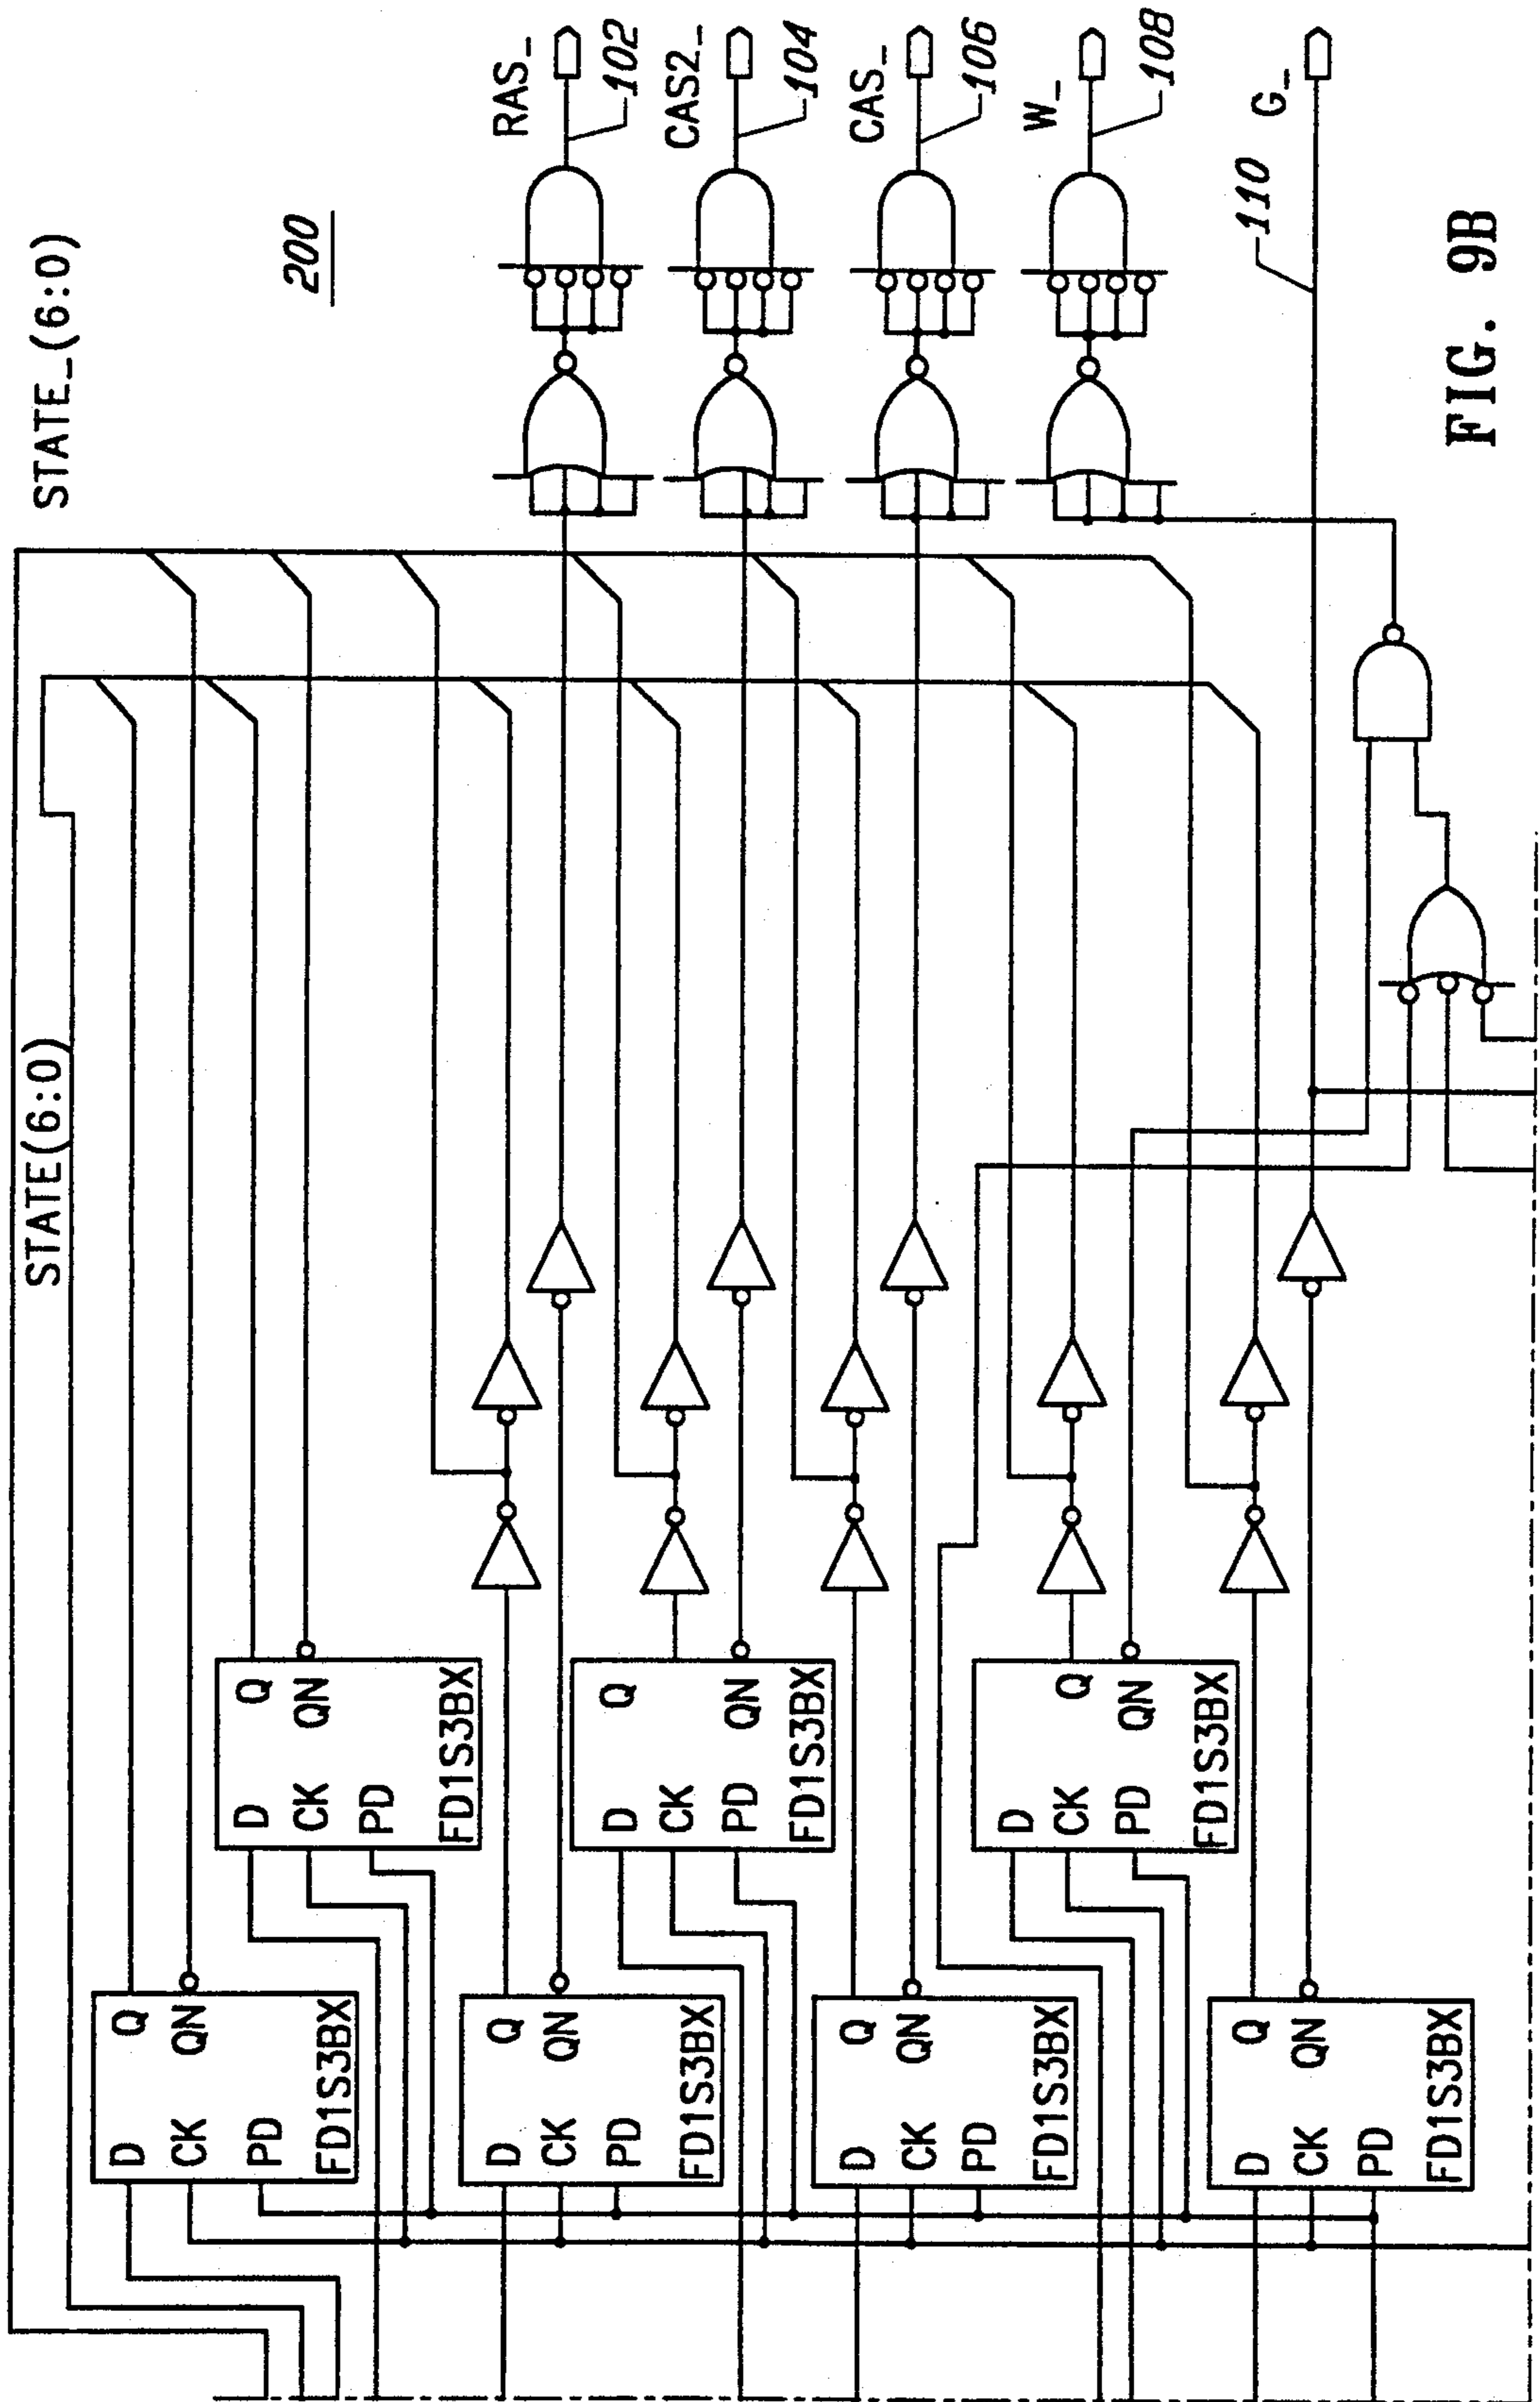 STATE_(6:0)
STATE(6:0)
200
RAS_
102
CAS2_
104
CAS_
106
W_
108
G_
110
D Q
CK QN
PD
FD1S3BX
D Q
CK QN
PD
FD1S3BX
D Q
CK QN
PD
FD1S3BX
D Q
CK QN
PD
FD1S3BX
D Q
CK QN
PD
FD1S3BX
D Q
CK QN
PD
FD1S3BX
D Q
CK QN
PD
FD1S3BX
FIG. 9B